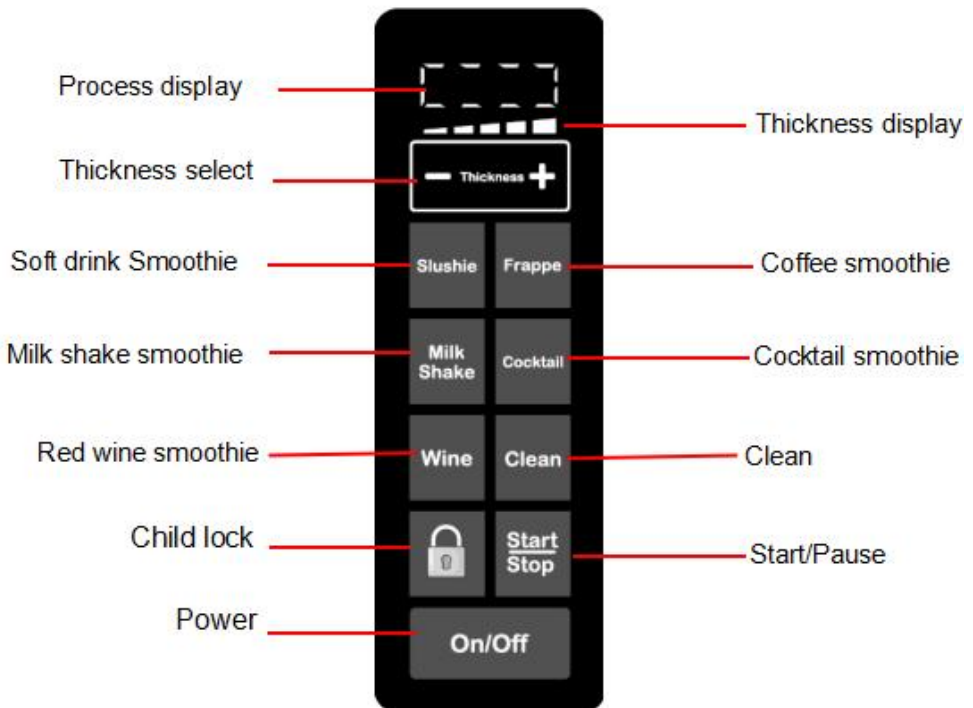 Process display
Thickness display
Thickness select
− Thickness +
Soft drink Smoothie
Slushie
Frappe
Coffee smoothie
Milk shake smoothie
Milk
Shake
Cocktail
Cocktail smoothie
Red wine smoothie
Wine
Clean
Clean
Child lock
Start
Stop
Start/Pause
Power
On/Off